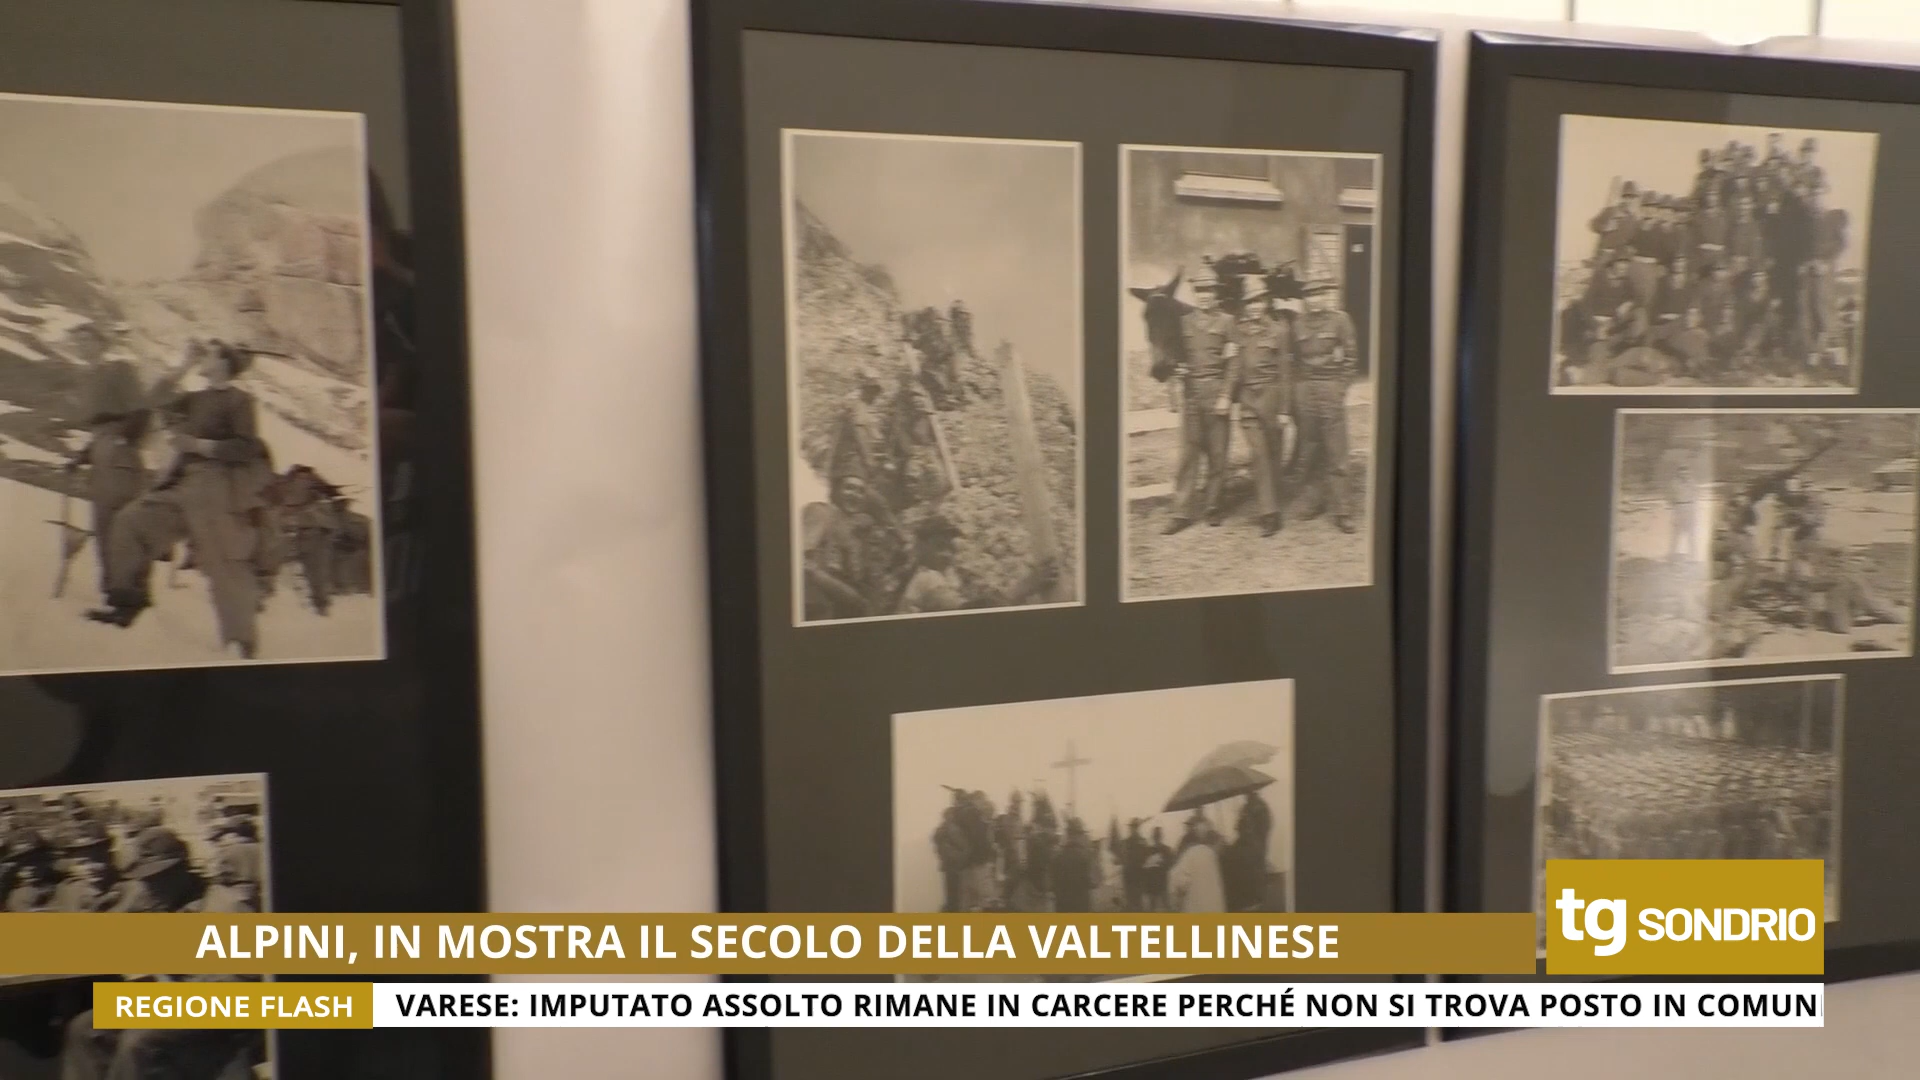 ALPINI, IN MOSTRA IL SECOLO DELLA VALTELLINESE
tg SONDRIO
REGIONE FLASH
VARESE: IMPUTATO ASSOLTO RIMANE IN CARCERE PERCHÉ NON SI TROVA POSTO IN COMUN